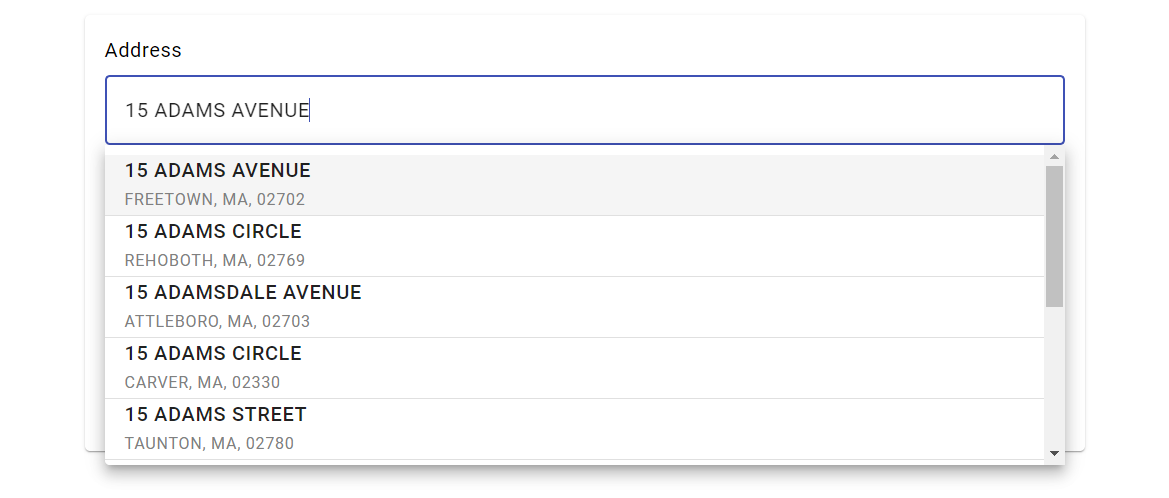 Address
15 ADAMS AVENUE
15 ADAMS AVENUE
FREETOWN, MA, 02702
15 ADAMS CIRCLE
REHOBOTH, MA, 02769
15 ADAMSDALE AVENUE
ATTLEBORO, MA, 02703
15 ADAMS CIRCLE
CARVER, MA, 02330
15 ADAMS STREET
TAUNTON, MA, 02780